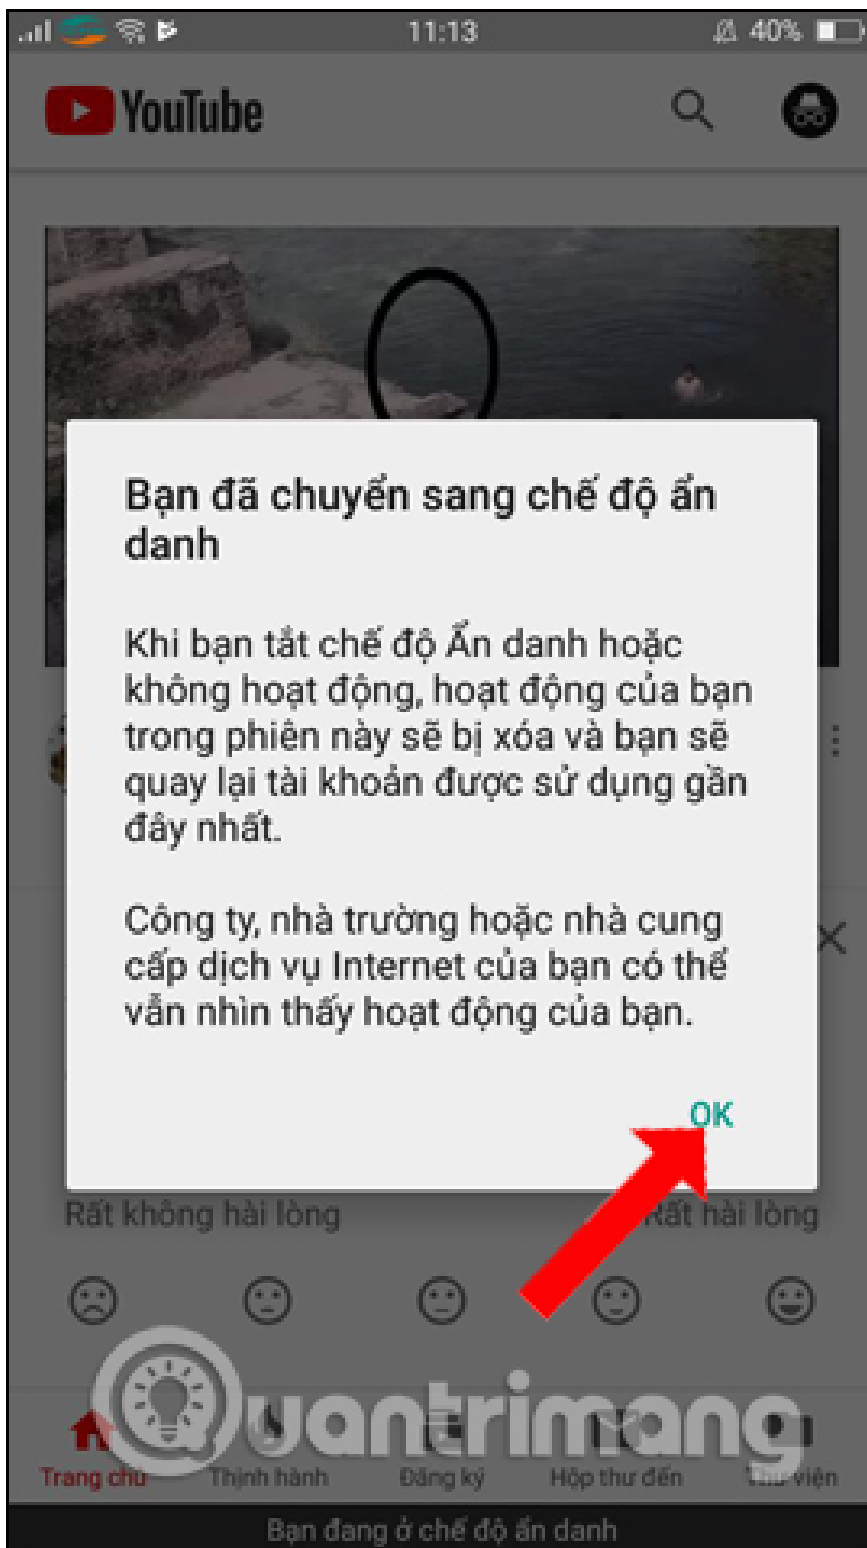 11:13
40%
YouTube
Bạn đã chuyển sang chế độ ẩn
danh
Khi bạn tắt chế độ Ẩn danh hoặc
không hoạt động, hoạt động của bạn
trong phiên này sẽ bị xóa và bạn sẽ
quay lại tài khoản được sử dụng gần
đây nhất.
Công ty, nhà trường hoặc nhà cung
cấp dịch vụ Internet của bạn có thể
vẫn nhìn thấy hoạt động của bạn.
OK
Rất không hài lòng
Rất hài lòng
Quantrimang
Trang chủ
Thịnh hành
Đăng ký
Hộp thư đến
Thư viện
Bạn đang ở chế độ ẩn danh